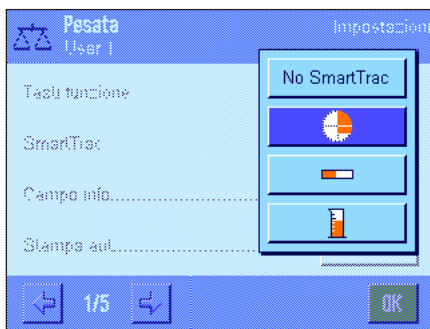 Pesata
User 1
Impostazioni
No SmartTrac
Tasti funzione
SmartTrac
Campo info...................
Stampa aut...................
1/5
OK